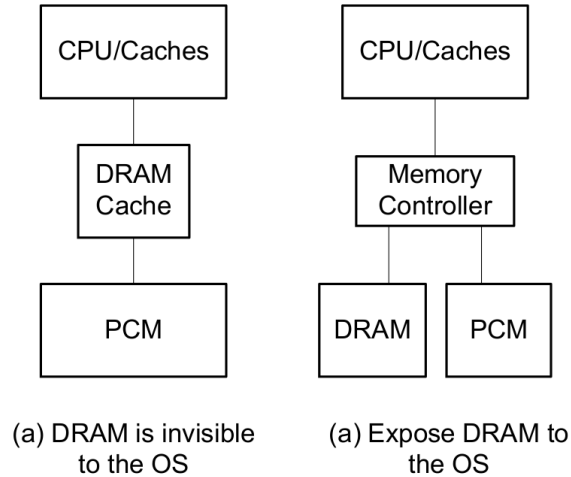 CPU/Caches
DRAM
Cache
PCM
(a) DRAM is invisible
to the OS
CPU/Caches
Memory
Controller
DRAM
PCM
(a) Expose DRAM to
the OS